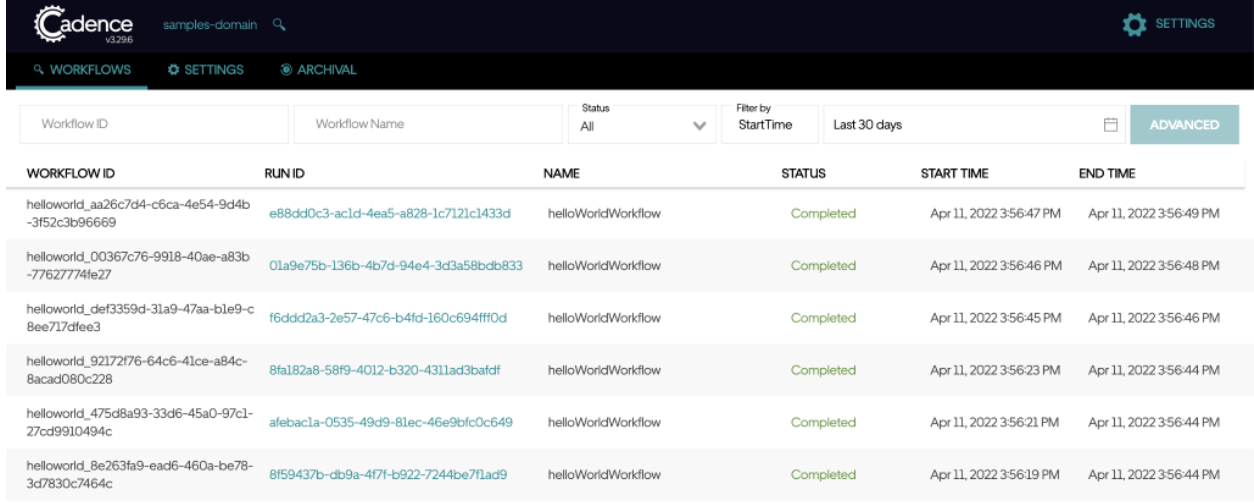 Cadence samples-domain SETTINGS
v3.29.6
WORKFLOWS SETTINGS ARCHIVAL
Workflow ID Workflow Name Status All Filter by StartTime Last 30 days ADVANCED
WORKFLOW ID RUN ID NAME STATUS START TIME END TIME
helloworld_aa26c7d4-c6ca-4e54-9d4b
-3f52c3b96669 e88dd0c3-ac1d-4ea5-a828-1c7121c1433d helloWorldWorkflow Completed Apr 11, 2022 3:56:47 PM Apr 11, 2022 3:56:49 PM
helloworld_00367c76-9918-40ae-a83b
-77627774fe27 01a9e75b-136b-4b7d-94e4-3d3a58bdb833 helloWorldWorkflow Completed Apr 11, 2022 3:56:46 PM Apr 11, 2022 3:56:48 PM
helloworld_def3359d-31a9-47aa-b1e9-c
8ee717dfee3 f6ddd2a3-2e57-47c6-b4fd-160c694fff0d helloWorldWorkflow Completed Apr 11, 2022 3:56:45 PM Apr 11, 2022 3:56:46 PM
helloworld_92172f76-64c6-41ce-a84c-
8acad080c228 8fa182a8-58f9-4012-b320-4311ad3bafdf helloWorldWorkflow Completed Apr 11, 2022 3:56:23 PM Apr 11, 2022 3:56:44 PM
helloworld_475d8a93-33d6-45a0-97c1-
27cd9910494c afebac1a-0535-49d9-81ec-46e9bfc0c649 helloWorldWorkflow Completed Apr 11, 2022 3:56:21 PM Apr 11, 2022 3:56:44 PM
helloworld_8e263fa9-ead6-460a-be78-
3d7830c7464c 8f59437b-db9a-4f7f-b922-7244be7f1ad9 helloWorldWorkflow Completed Apr 11, 2022 3:56:19 PM Apr 11, 2022 3:56:44 PM